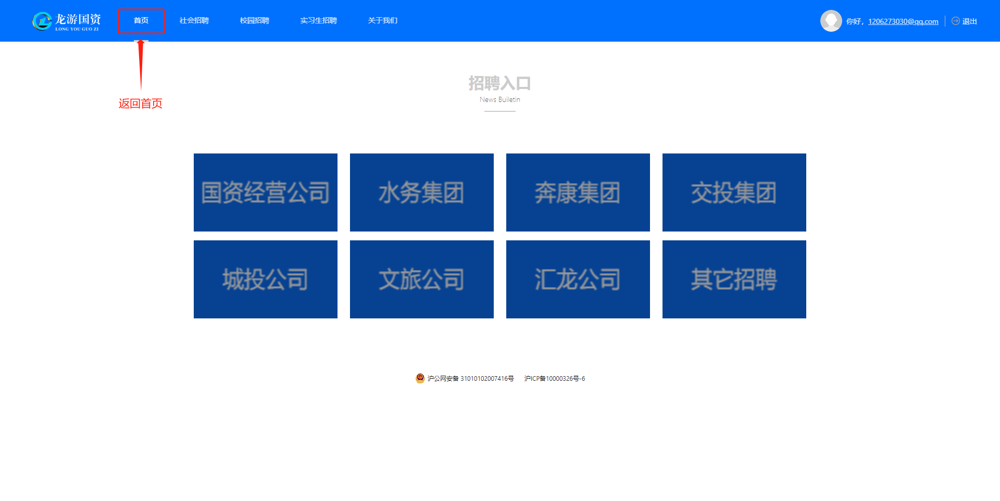 龙游国资
LONG YOU GUO ZI
首页
社会招聘
校园招聘
实习生招聘
关于我们
你好，1206273030@qq.com
退出
返回首页
招聘入口
News Builetin
国资经营公司
水务集团
奔康集团
交投集团
城投公司
文旅公司
汇龙公司
其它招聘
沪公网安备 31010102007416号
沪ICP备10000326号-6